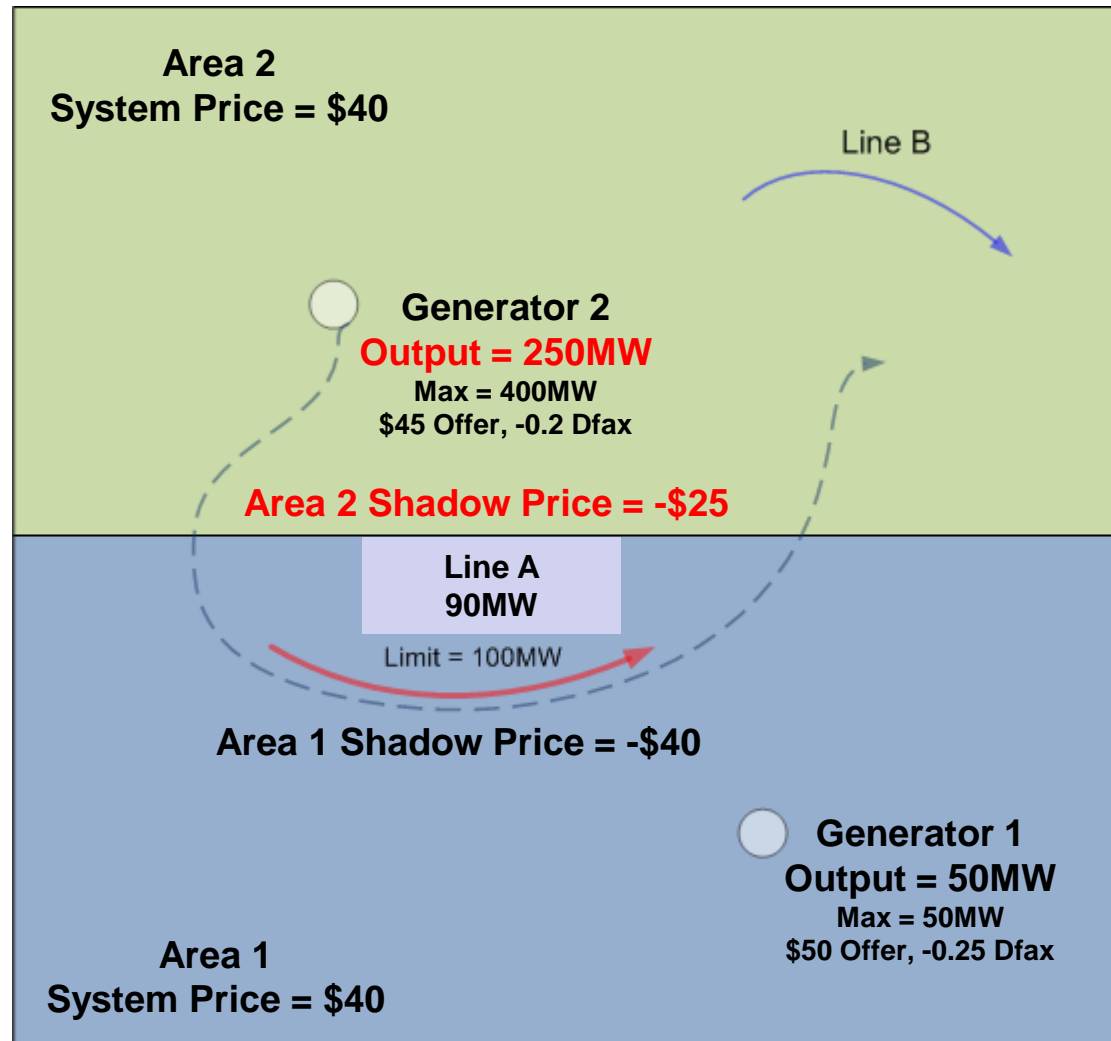 Area 2
System Price = $40
Line B
Generator 2
Output = 250MW
Max = 400MW
$45 Offer, -0.2 Dfax
Area 2 Shadow Price = -$25
Line A
90MW
Limit = 100MW
Area 1 Shadow Price = -$40
Generator 1
Output = 50MW
Max = 50MW
$50 Offer, -0.25 Dfax
Area 1
System Price = $40